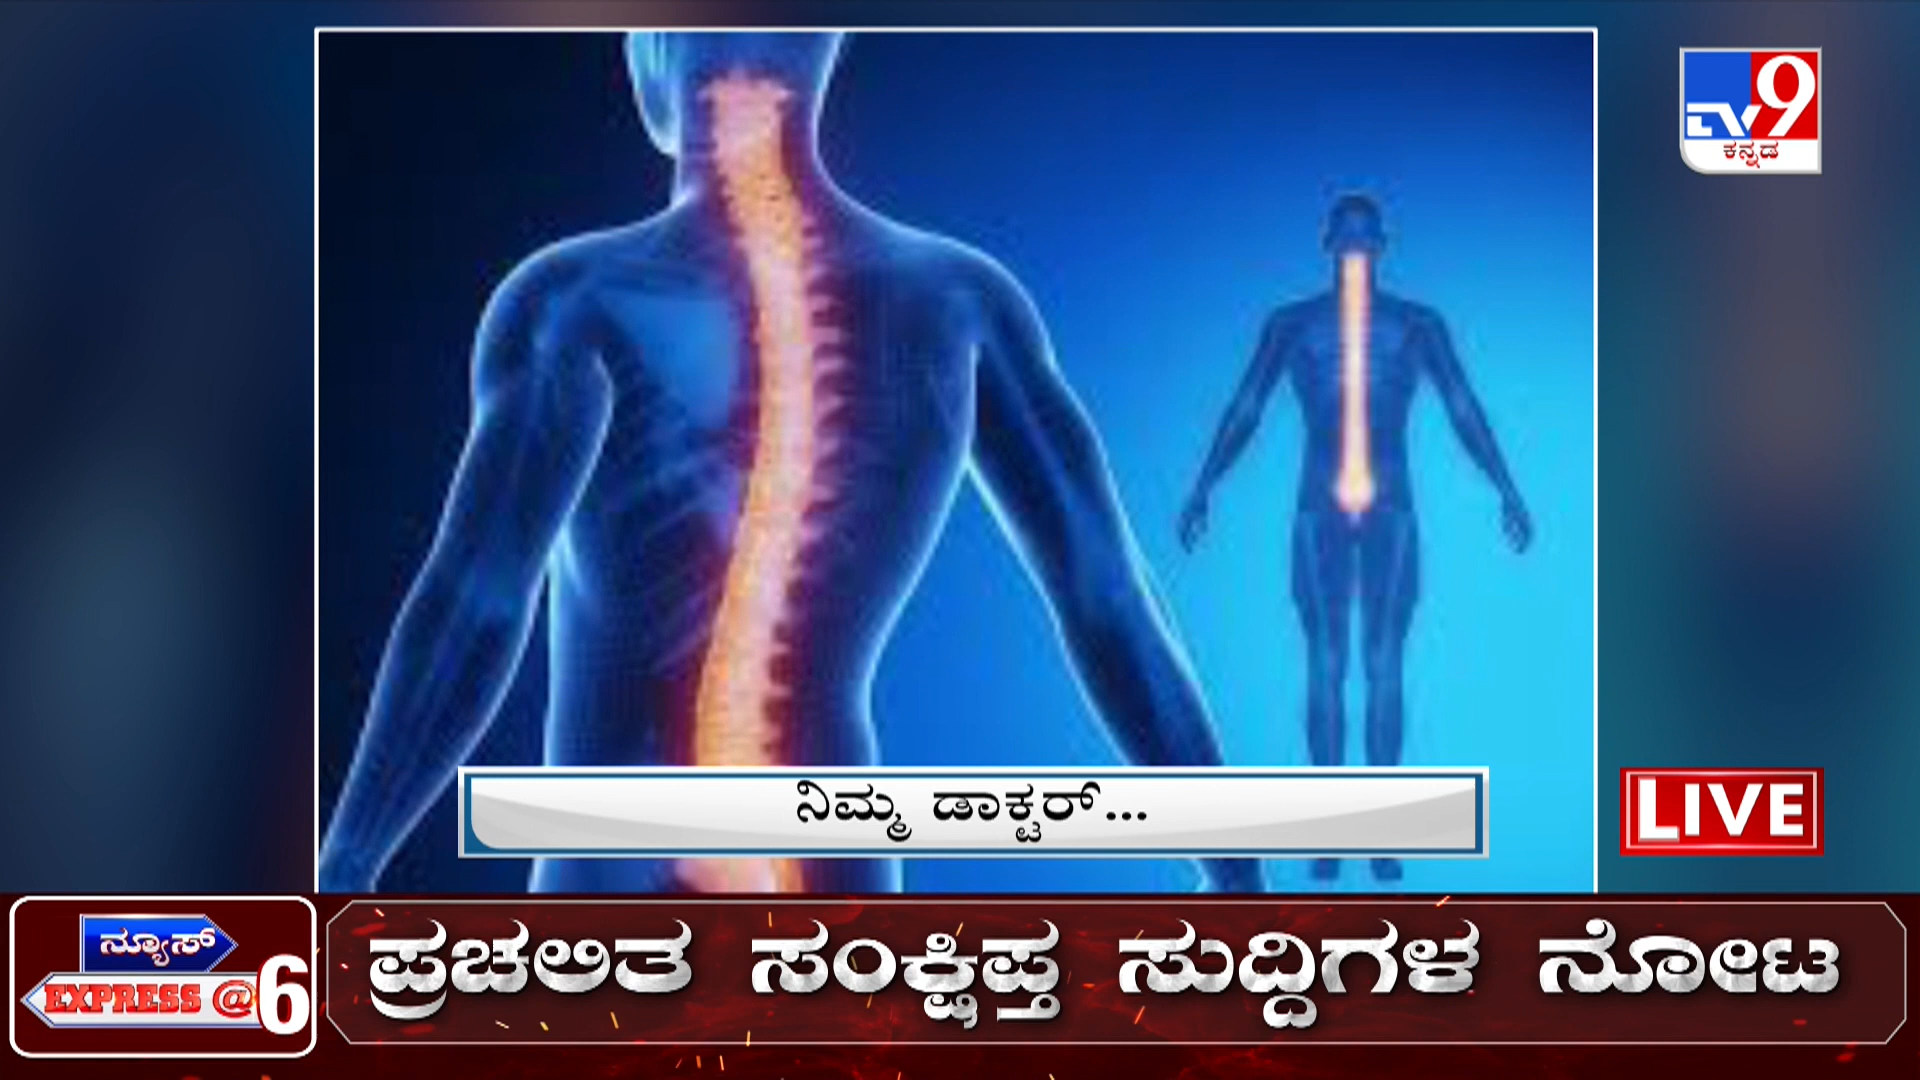 TV9
ಕನ್ನಡ
ನಿಮ್ಮ ಡಾಕ್ಟರ್...
LIVE
ನ್ಯೂಸ್
EXPRESS @6
ಪ್ರಚಲಿತ ಸಂಕ್ಷಿಪ್ತ ಸುದ್ದಿಗಳ ನೋಟ